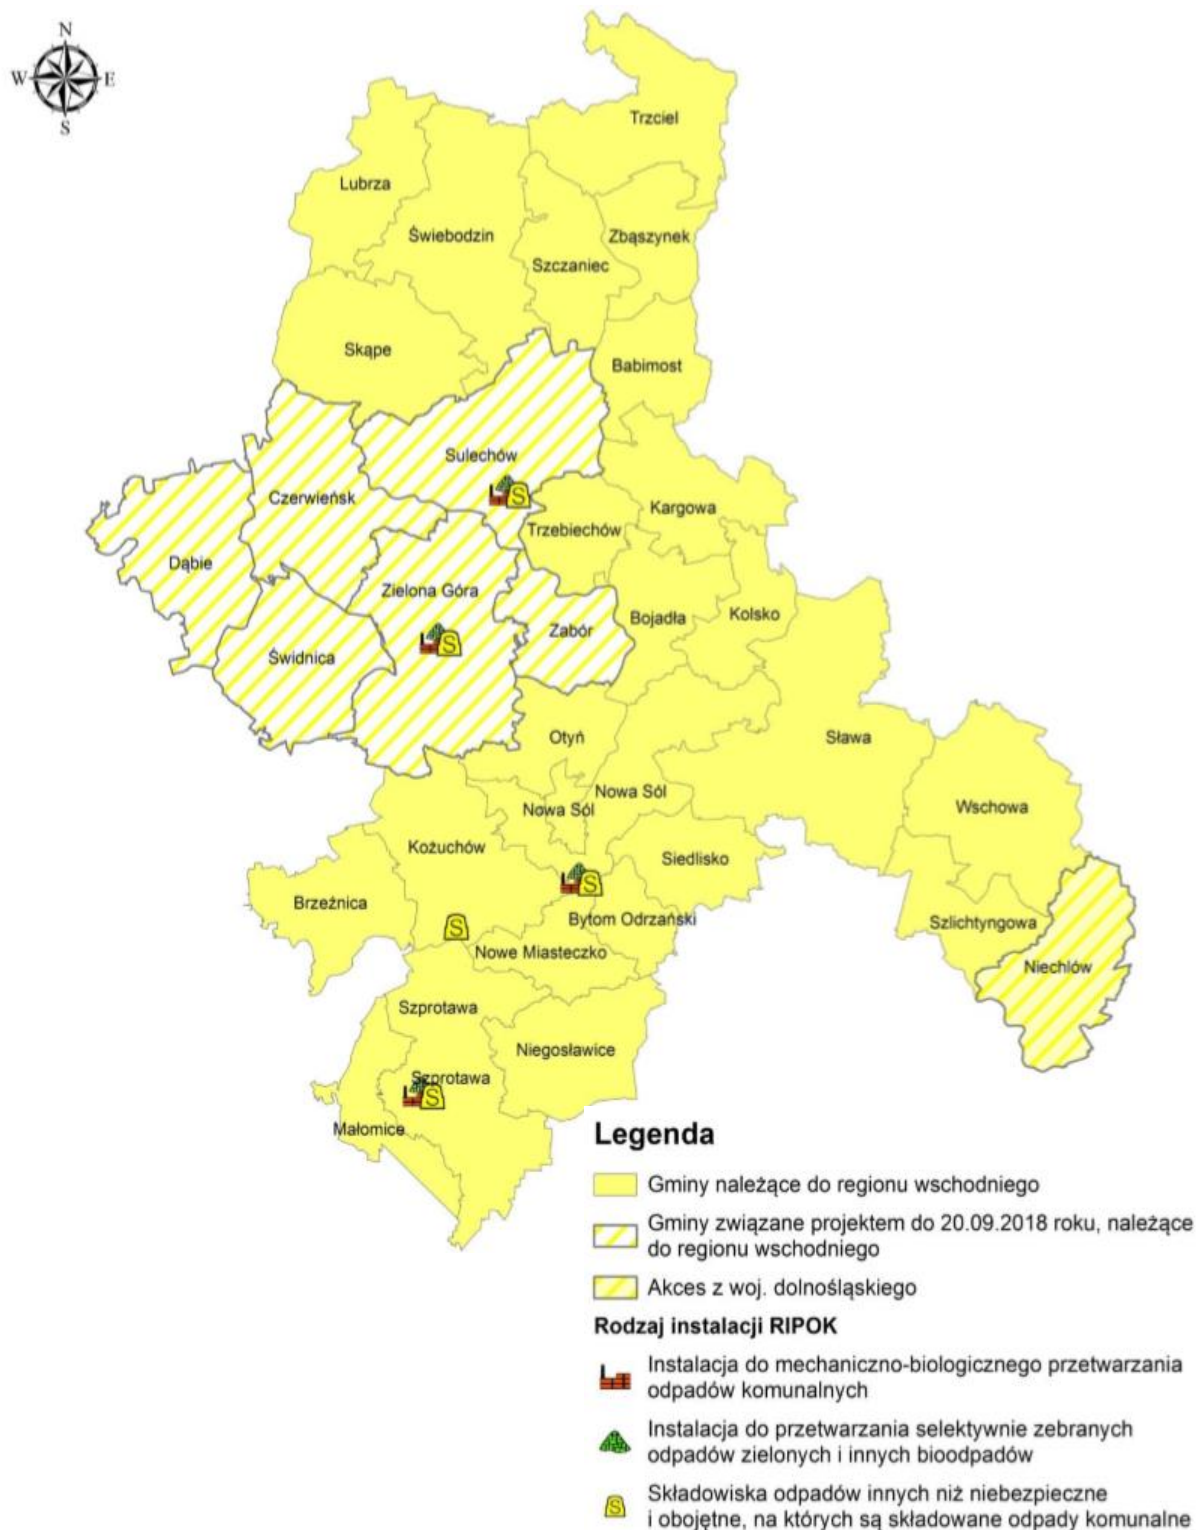 N
W E
S
Trzciel
Lubrza
Świebodzin
Zbąszynek
Szczaniec
Skąpe
Babimost
Sulechów
S
Czerwieńsk
Kargowa
Trzebiechów
Dąbie
Zielona Góra
S
Bojadła
Kolsko
Zabór
Świdnica
Otyń
Sława
Nowa Sól
Nowa Sól
Wschowa
Kożuchów
Siedlisko
S
Brzeźnica
S
Bytom Odrzański
Szlichtyngowa
Nowe Miasteczko
Niechlów
Szprotawa
Niegosławice
Szprotawa
S
Małomice
Legenda
Gminy należące do regionu wschodniego
Gminy związane projektem do 20.09.2018 roku, należące
do regionu wschodniego
Akces z woj. dolnośląskiego
Rodzaj instalacji RIPOK
Instalacja do mechaniczno-biologicznego przetwarzania
odpadów komunalnych
Instalacja do przetwarzania selektywnie zebranych
odpadów zielonych i innych bioodpadów
S
Składowiska odpadów innych niż niebezpieczne
i obojętne, na których są składowane odpady komunalne